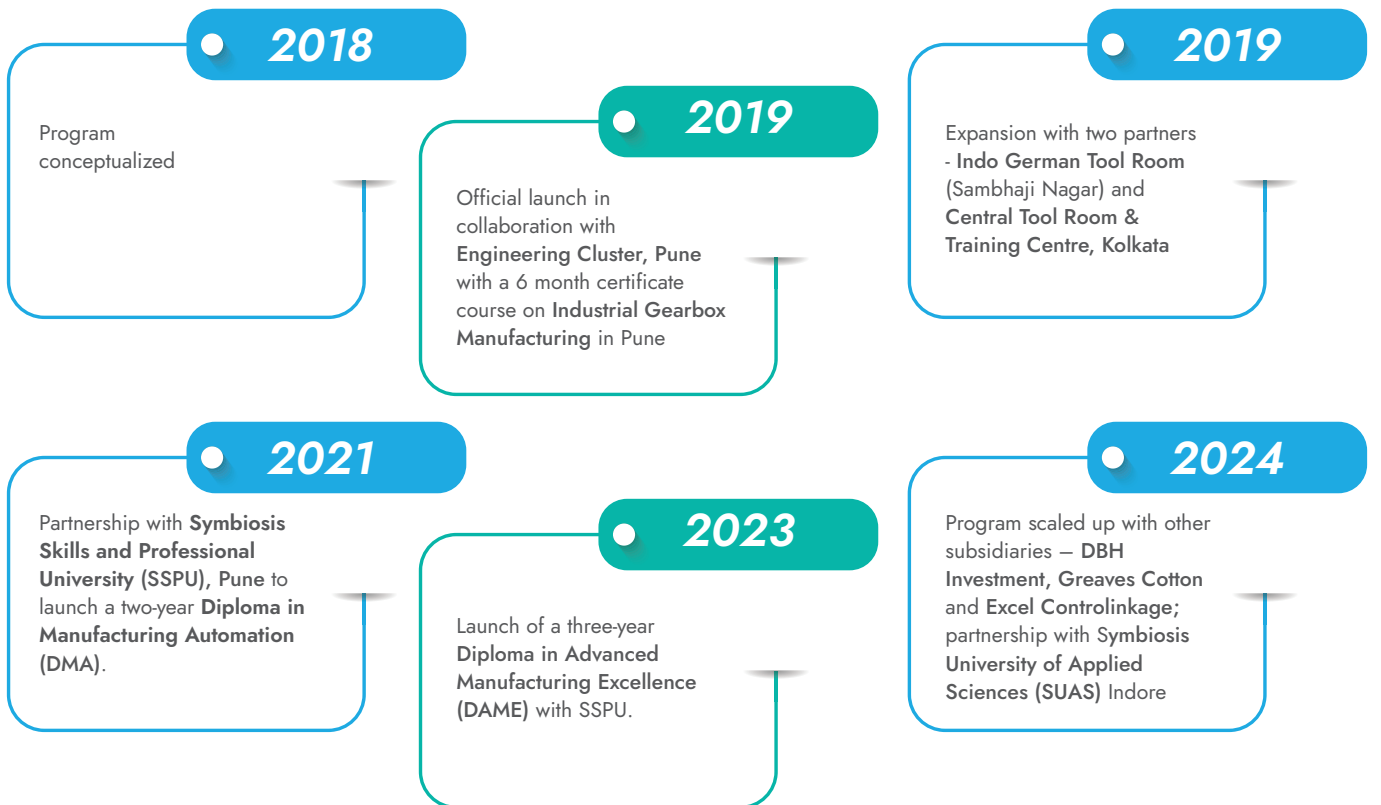 2018
Program
conceptualized
2019
Official launch in
collaboration with
Engineering Cluster, Pune
with a 6 month certificate
course on Industrial Gearbox
Manufacturing in Pune
2019
Expansion with two partners
- Indo German Tool Room
(Sambhaji Nagar) and
Central Tool Room &
Training Centre, Kolkata
2021
Partnership with Symbiosis
Skills and Professional
University (SSPU), Pune to
launch a two-year Diploma in
Manufacturing Automation
(DMA).
2023
Launch of a three-year
Diploma in Advanced
Manufacturing Excellence
(DAME) with SSPU.
2024
Program scaled up with other
subsidiaries – DBH
Investment, Greaves Cotton
and Excel Controlinkage;
partnership with Symbiosis
University of Applied
Sciences (SUAS) Indore